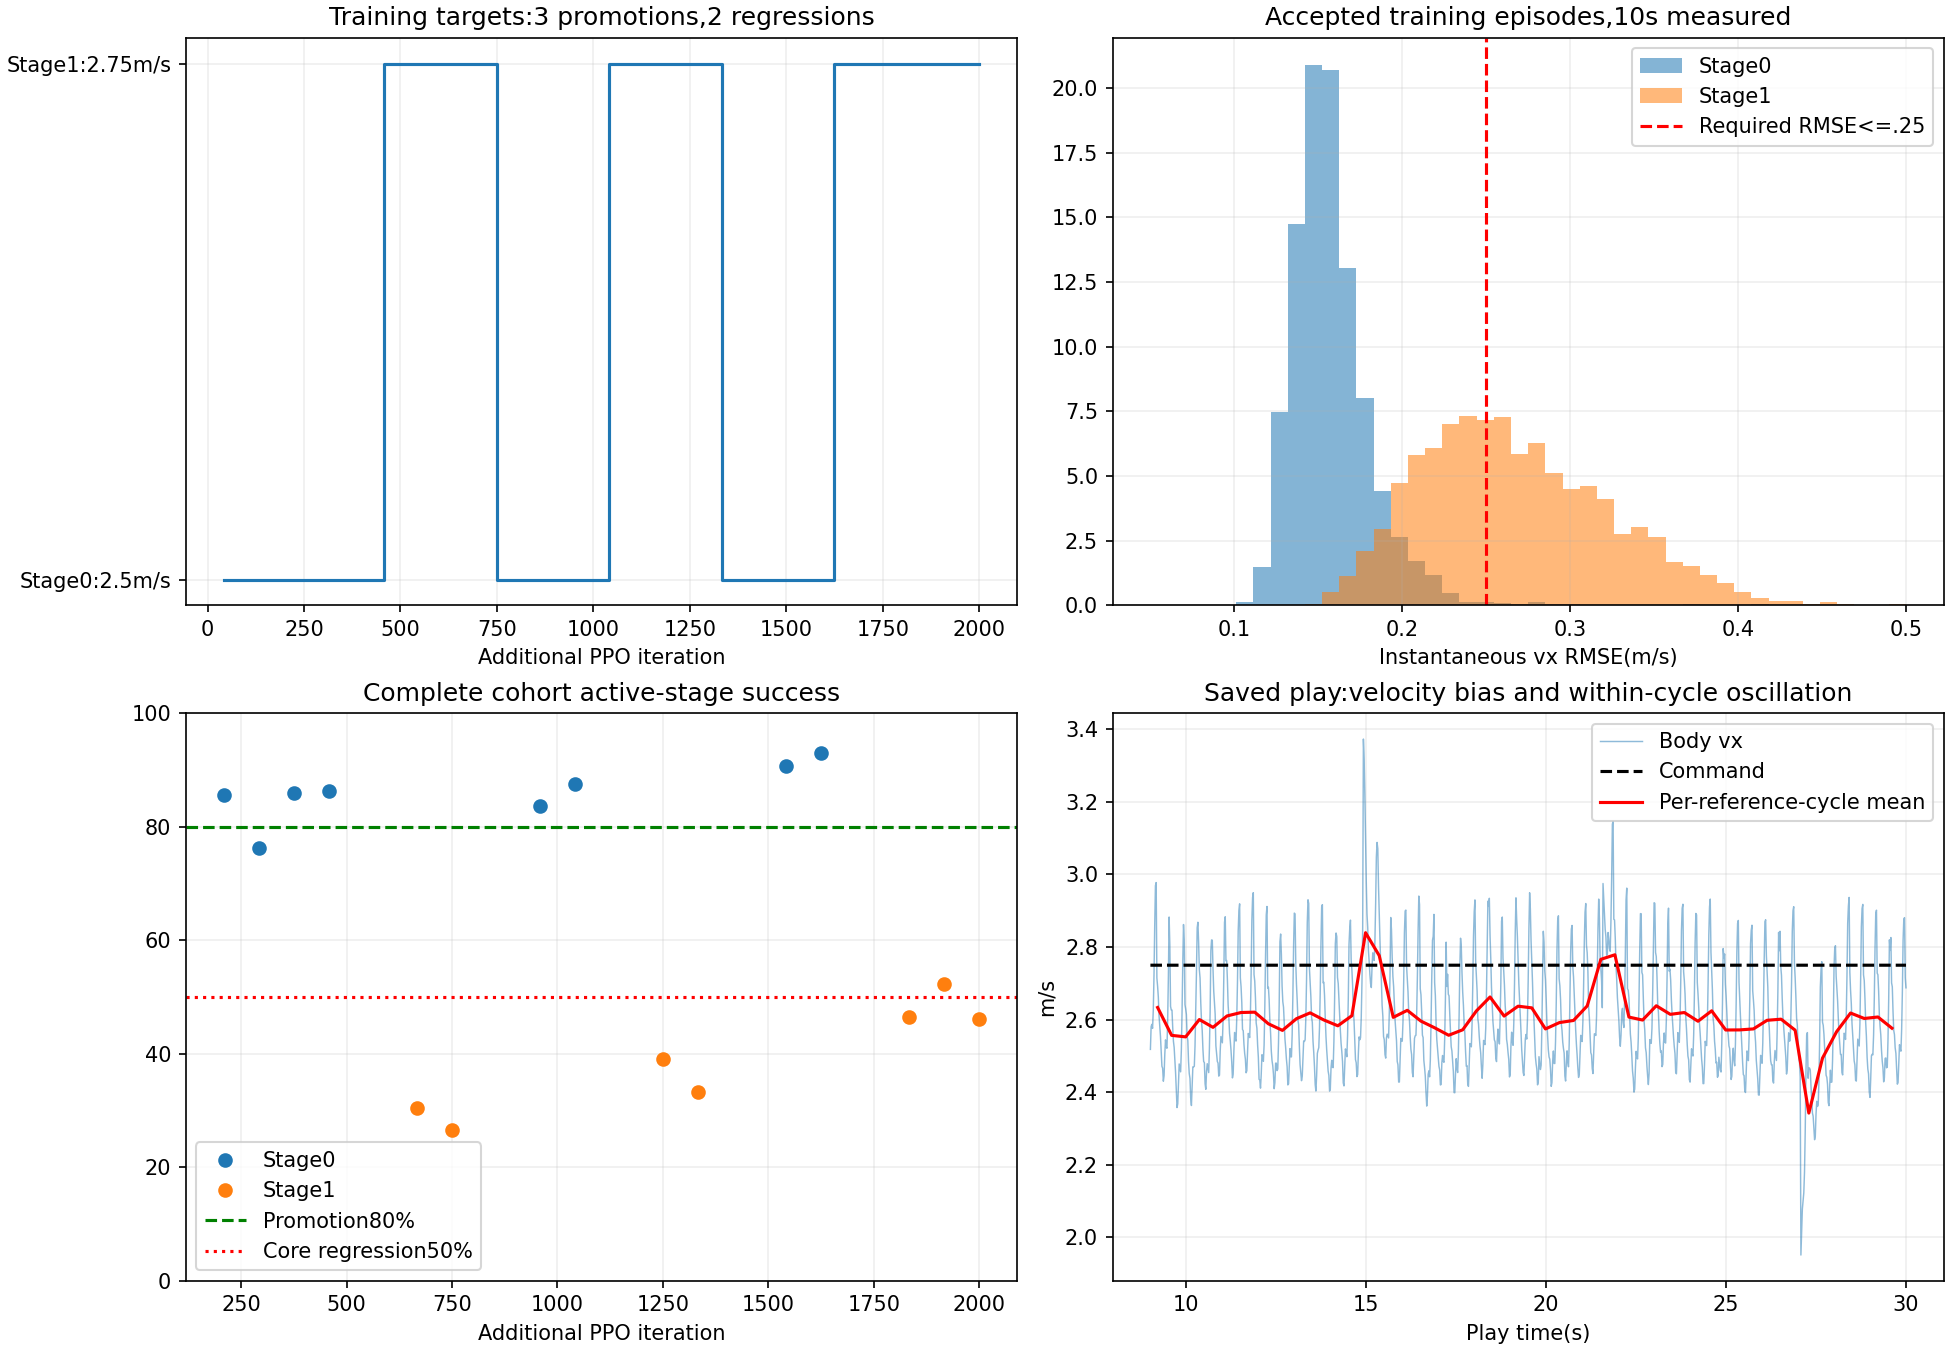 Training targets:3 promotions,2 regressions
Stage1:2.75m/s
Stage0:2.5m/s
0 250 500 750 1000 1250 1500 1750 2000
Additional PPO iteration
Accepted training episodes,10s measured
20.0
17.5
15.0
12.5
10.0
7.5
5.0
2.5
0.0
Stage0
Stage1
Required RMSE<=.25
0.1 0.2 0.3 0.4 0.5
Instantaneous vx RMSE(m/s)
Complete cohort active-stage success
100
80
60
40
20
0
Stage0
Stage1
Promotion80%
Core regression50%
250 500 750 1000 1250 1500 1750 2000
Additional PPO iteration
Saved play:velocity bias and within-cycle oscillation
m/s
3.4
3.2
3.0
2.8
2.6
2.4
2.2
2.0
Body vx
Command
Per-reference-cycle mean
10 15 20 25 30
Play time(s)